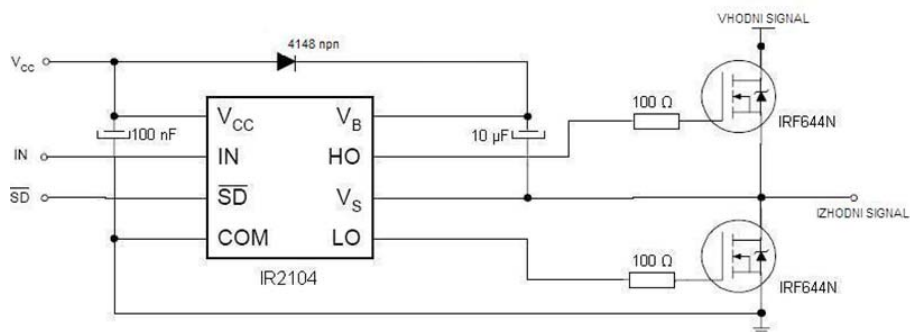 VHODNI SIGNAL
4148 npn
VCC
100 Ω
IRF644N
VCC
VB
100 nF
10 µF
IN
IN
HO
SD
SD
VS
IZHODNI SIGNAL
COM
LO
100 Ω
IR2104
IRF644N